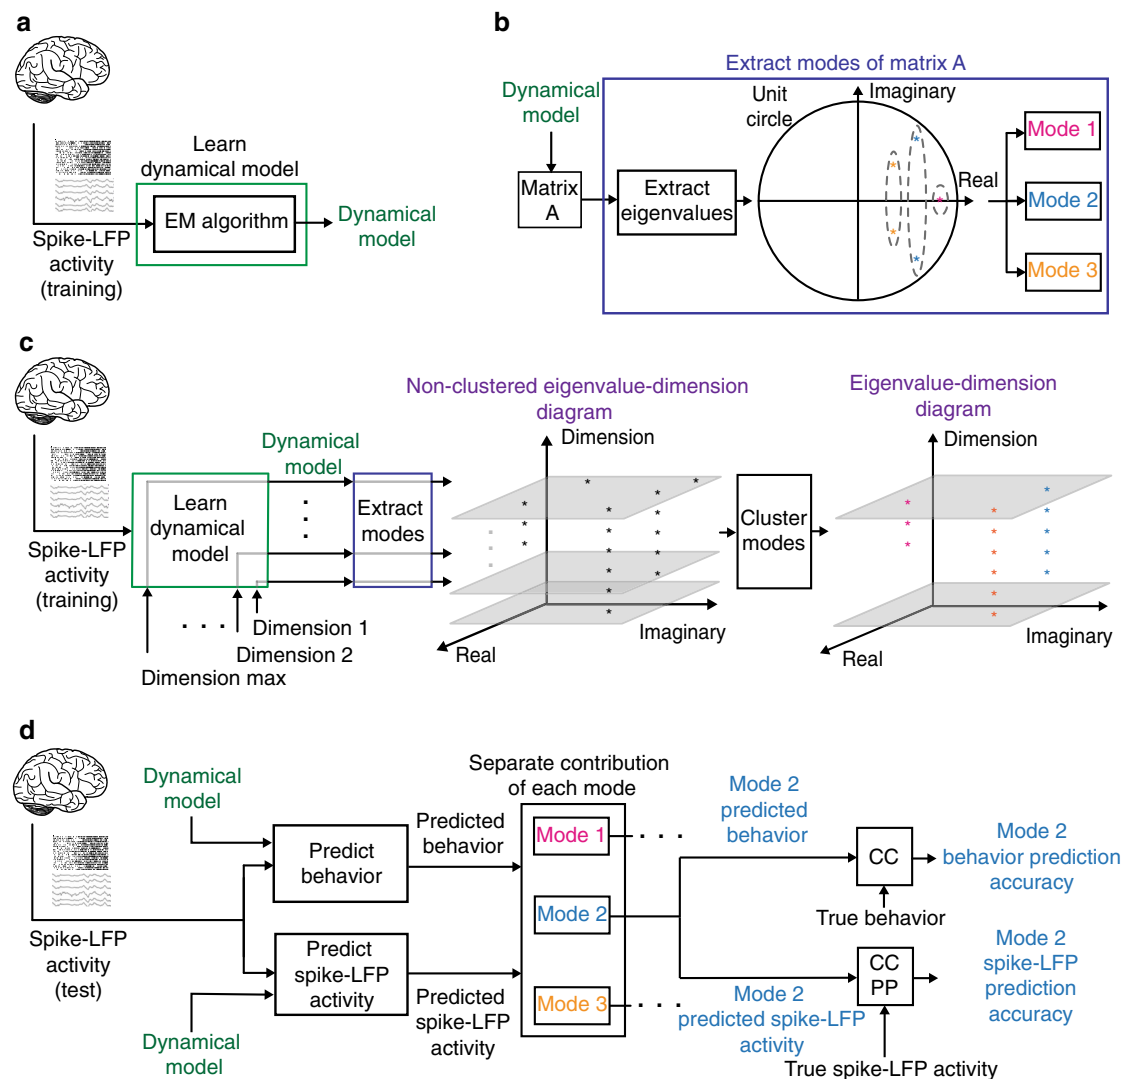 a
Learn
dynamical model
EM algorithm
Dynamical
model
Spike-LFP
activity
(training)
b
Extract modes of matrix A
Dynamical
model
Matrix
A
Extract
eigenvalues
Unit
circle
Imaginary
Real
Mode 1
Mode 2
Mode 3
c
Spike-LFP
activity
(training)
Learn
dynamical
model
Dynamical
model
Extract
modes
Dimension 1
Dimension 2
Dimension max
Non-clustered eigenvalue-dimension
diagram
Dimension
Imaginary
Real
Cluster
modes
Eigenvalue-dimension
diagram
Dimension
Imaginary
Real
d
Spike-LFP
activity
(test)
Dynamical
model
Dynamical
model
Predict
behavior
Predict
spike-LFP
activity
Predicted
behavior
Predicted
spike-LFP
activity
Separate contribution
of each mode
Mode 1
Mode 2
Mode 3
Mode 2
predicted
behavior
Mode 2
predicted spike-LFP
activity
CC
True behavior
CC
PP
True spike-LFP activity
Mode 2
behavior prediction
accuracy
Mode 2
spike-LFP
prediction
accuracy